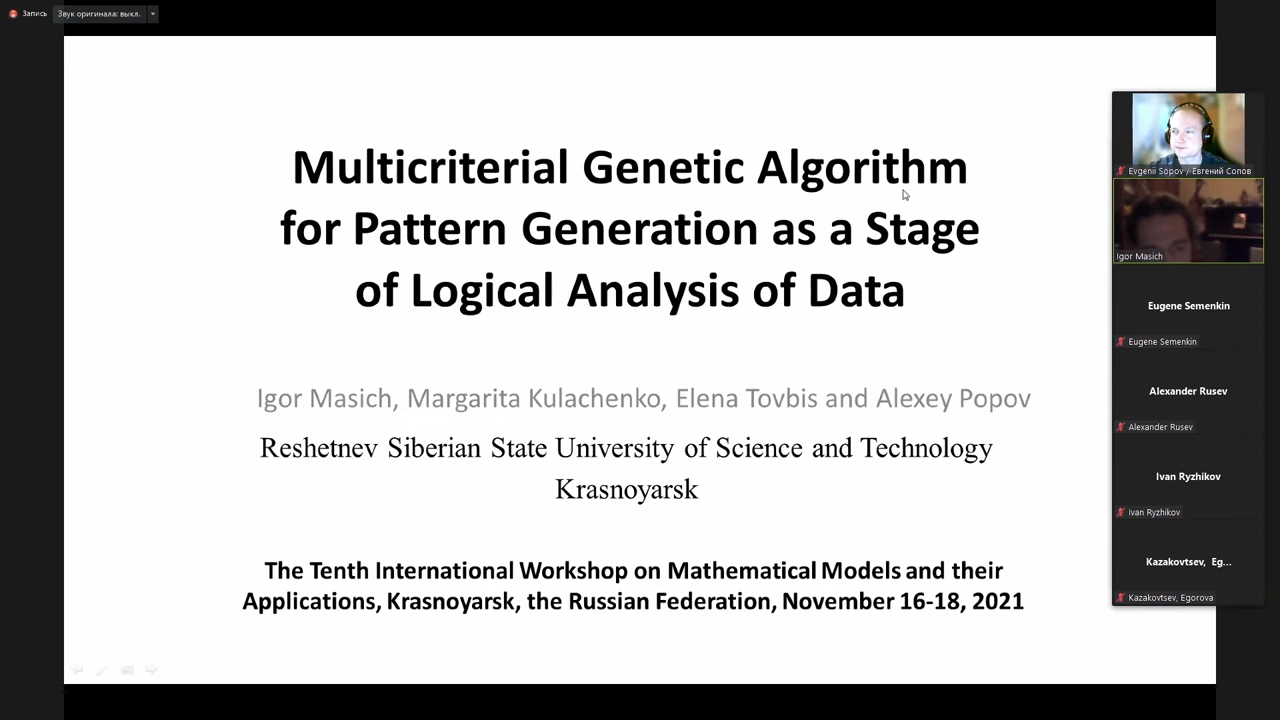 Запись
Звук оригинала: выкл.
Multicriterial Genetic Algorithm
for Pattern Generation as a Stage
of Logical Analysis of Data
Igor Masich, Margarita Kulachenko, Elena Tovbis and Alexey Popov
Reshetnev Siberian State University of Science and Technology
Krasnoyarsk
The Tenth International Workshop on Mathematical Models and their
Applications, Krasnoyarsk, the Russian Federation, November 16-18, 2021
Evgenii Sopov / Евгений Сопов
Igor Masich
Eugene Semenkin
Eugene Semenkin
Alexander Rusev
Alexander Rusev
Ivan Ryzhikov
Ivan Ryzhikov
Kazakovtsev, Eg...
Kazakovtsev, Egorova